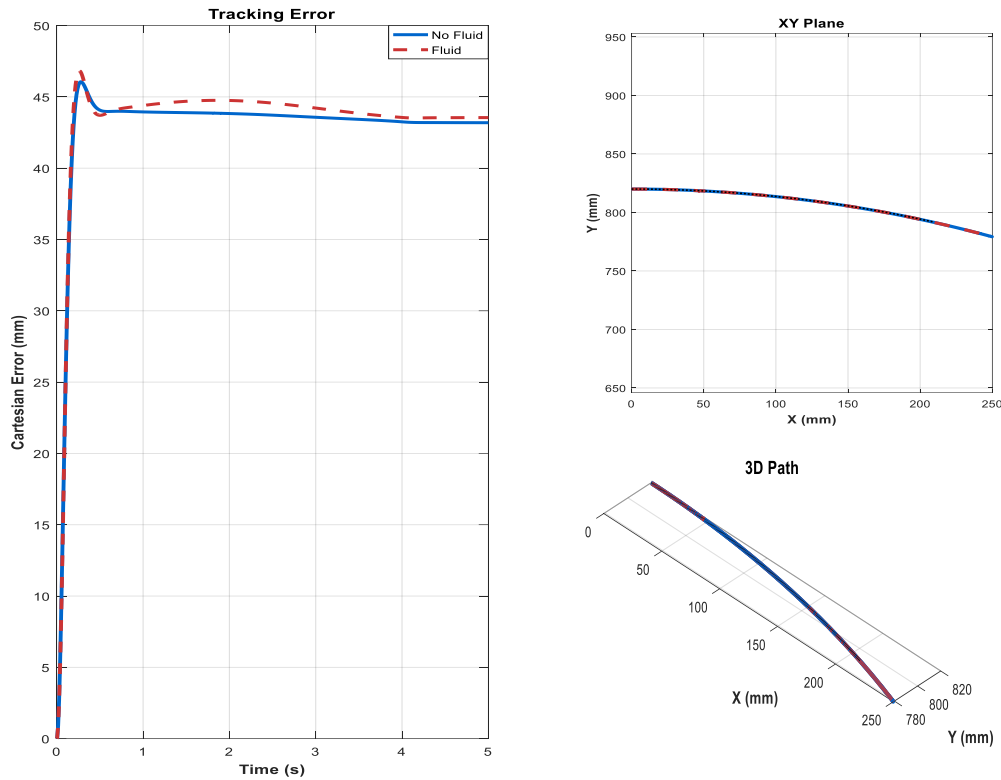 Tracking Error
50
45
40
35
30
25
20
15
10
5
0
0 1 2 3 4 5
Cartesian Error (mm)
Time (s)
No Fluid
Fluid
XY Plane
950
900
850
800
750
700
650
0 50 100 150 200 250
Y (mm)
X (mm)
3D Path
0
50
100
150
200
250
X (mm)
820
800
780
Y (mm)